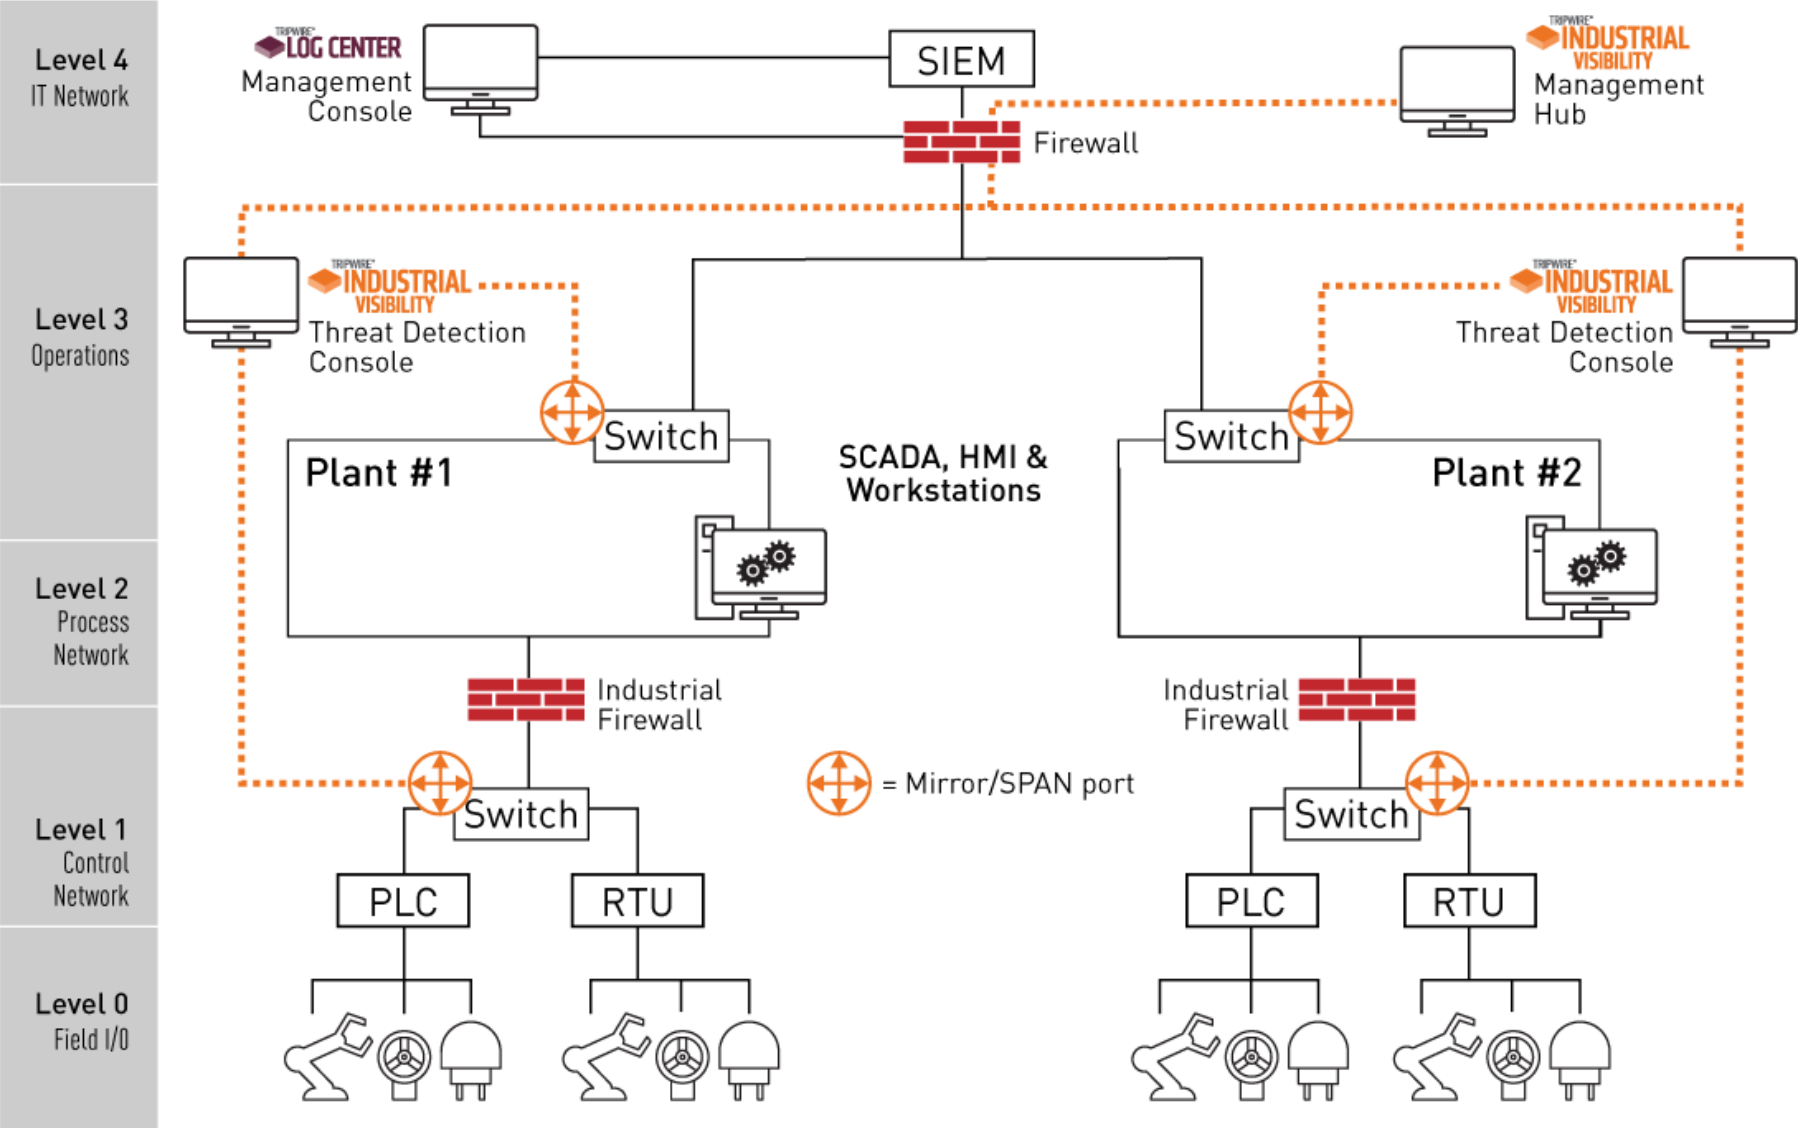 Level 4
IT Network
TRIPWIRE®
LOG CENTER
Management
Console
SIEM
Firewall
TRIPWIRE®
INDUSTRIAL
VISIBILITY
Management
Hub
Level 3
Operations
TRIPWIRE®
INDUSTRIAL
VISIBILITY
Threat Detection
Console
TRIPWIRE®
INDUSTRIAL
VISIBILITY
Threat Detection
Console
Switch
Switch
Plant #1
SCADA, HMI &
Workstations
Plant #2
Level 2
Process
Network
Industrial
Firewall
Industrial
Firewall
= Mirror/SPAN port
Level 1
Control
Network
Switch
Switch
PLC
RTU
PLC
RTU
Level 0
Field I/0